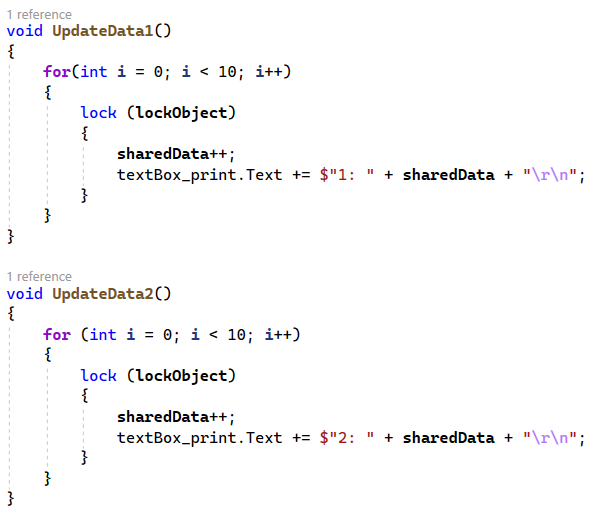 1 reference
void UpdateData1()
{
    for(int i = 0; i < 10; i++)
    {
        lock (lockObject)
        {
            sharedData++;
            textBox_print.Text += $"1: " + sharedData + "\r\n";
        }
    }
}
1 reference
void UpdateData2()
{
    for (int i = 0; i < 10; i++)
    {
        lock (lockObject)
        {
            sharedData++;
            textBox_print.Text += $"2: " + sharedData + "\r\n";
        }
    }
}